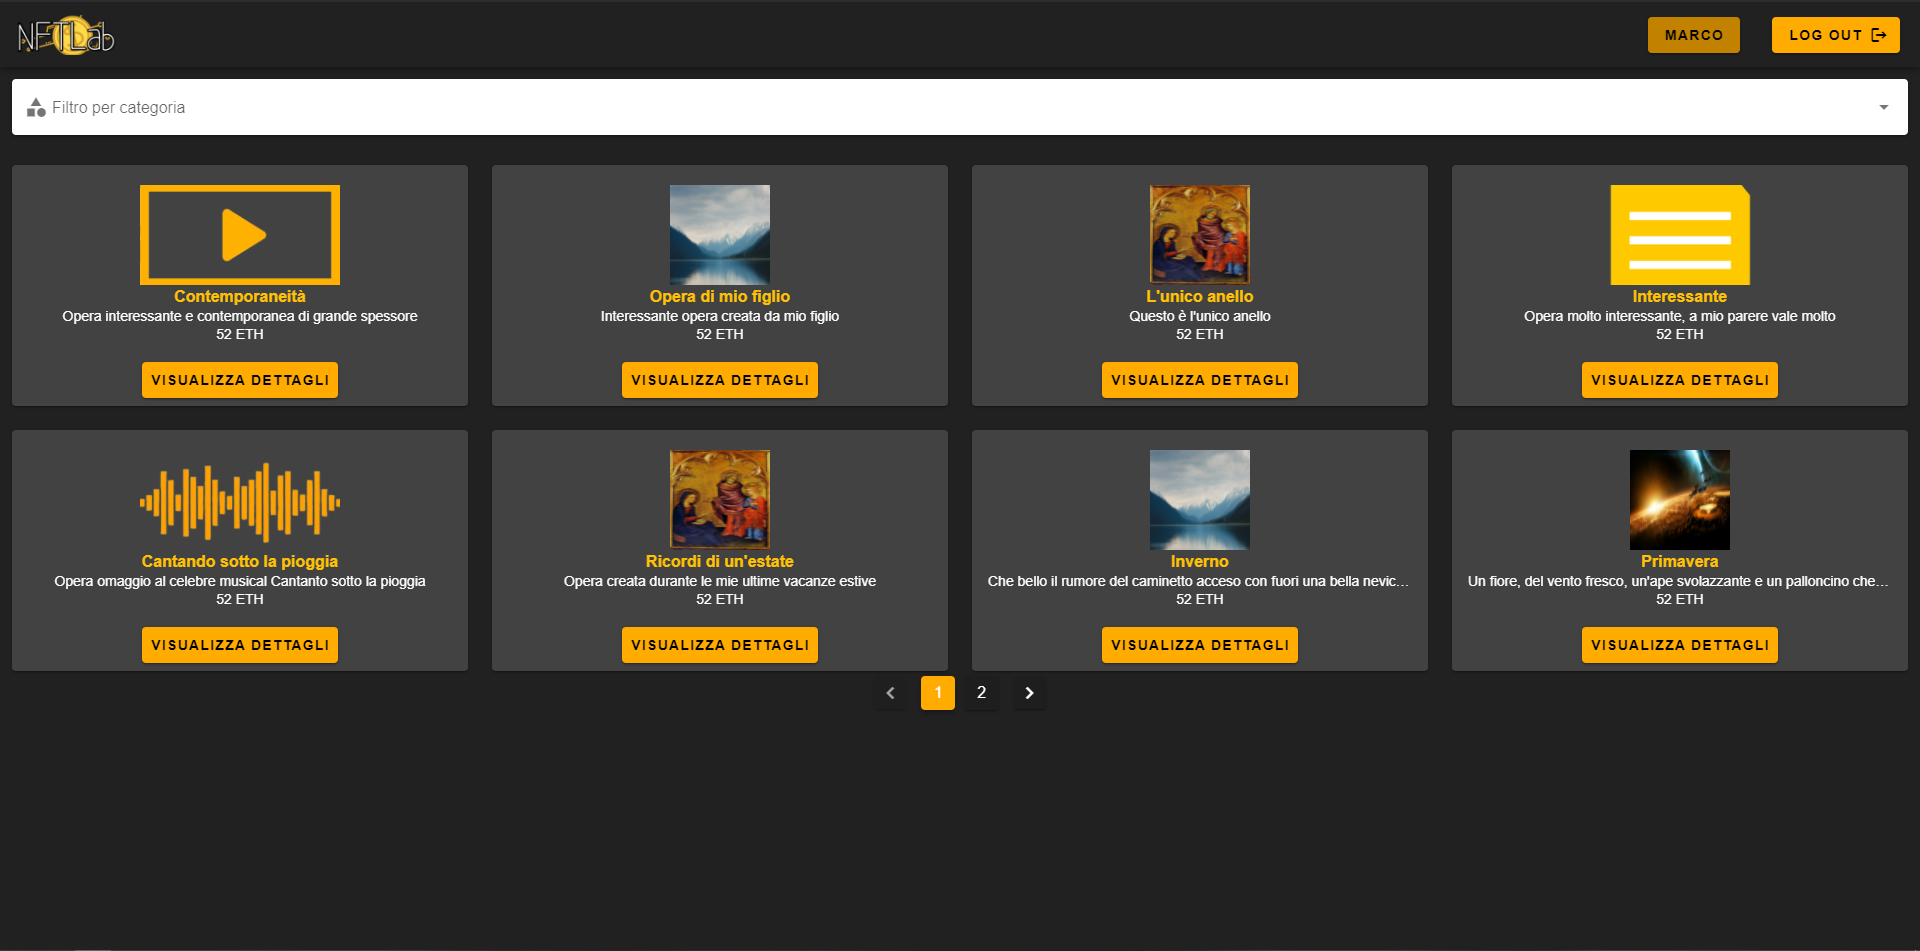 NFTLab
MARCO
LOG OUT
Filtro per categoria
Contemporaneità
Opera interessante e contemporanea di grande spessore
52 ETH
VISUALIZZA DETTAGLI
Opera di mio figlio
Interessante opera creata da mio figlio
52 ETH
VISUALIZZA DETTAGLI
L'unico anello
Questo è l'unico anello
52 ETH
VISUALIZZA DETTAGLI
Interessante
Opera molto interessante, a mio parere vale molto
52 ETH
VISUALIZZA DETTAGLI
Cantando sotto la pioggia
Opera omaggio al celebre musical Cantanto sotto la pioggia
52 ETH
VISUALIZZA DETTAGLI
Ricordi di un'estate
Opera creata durante le mie ultime vacanze estive
52 ETH
VISUALIZZA DETTAGLI
Inverno
Che bello il rumore del caminetto acceso con fuori una bella nevic...
52 ETH
VISUALIZZA DETTAGLI
Primavera
Un fiore, del vento fresco, un'ape svolazzante e un palloncino che...
52 ETH
VISUALIZZA DETTAGLI
1
2